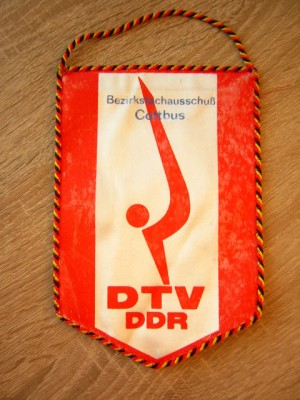 Bezirksfachausschuß
Cottbus
DTV
DDR